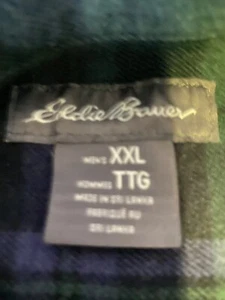 Eddie Bauer
MEN'S XXL
HOMMES TTG
MADE IN SRI LANKA
FABRIQUÉ AU
SRI LANKA